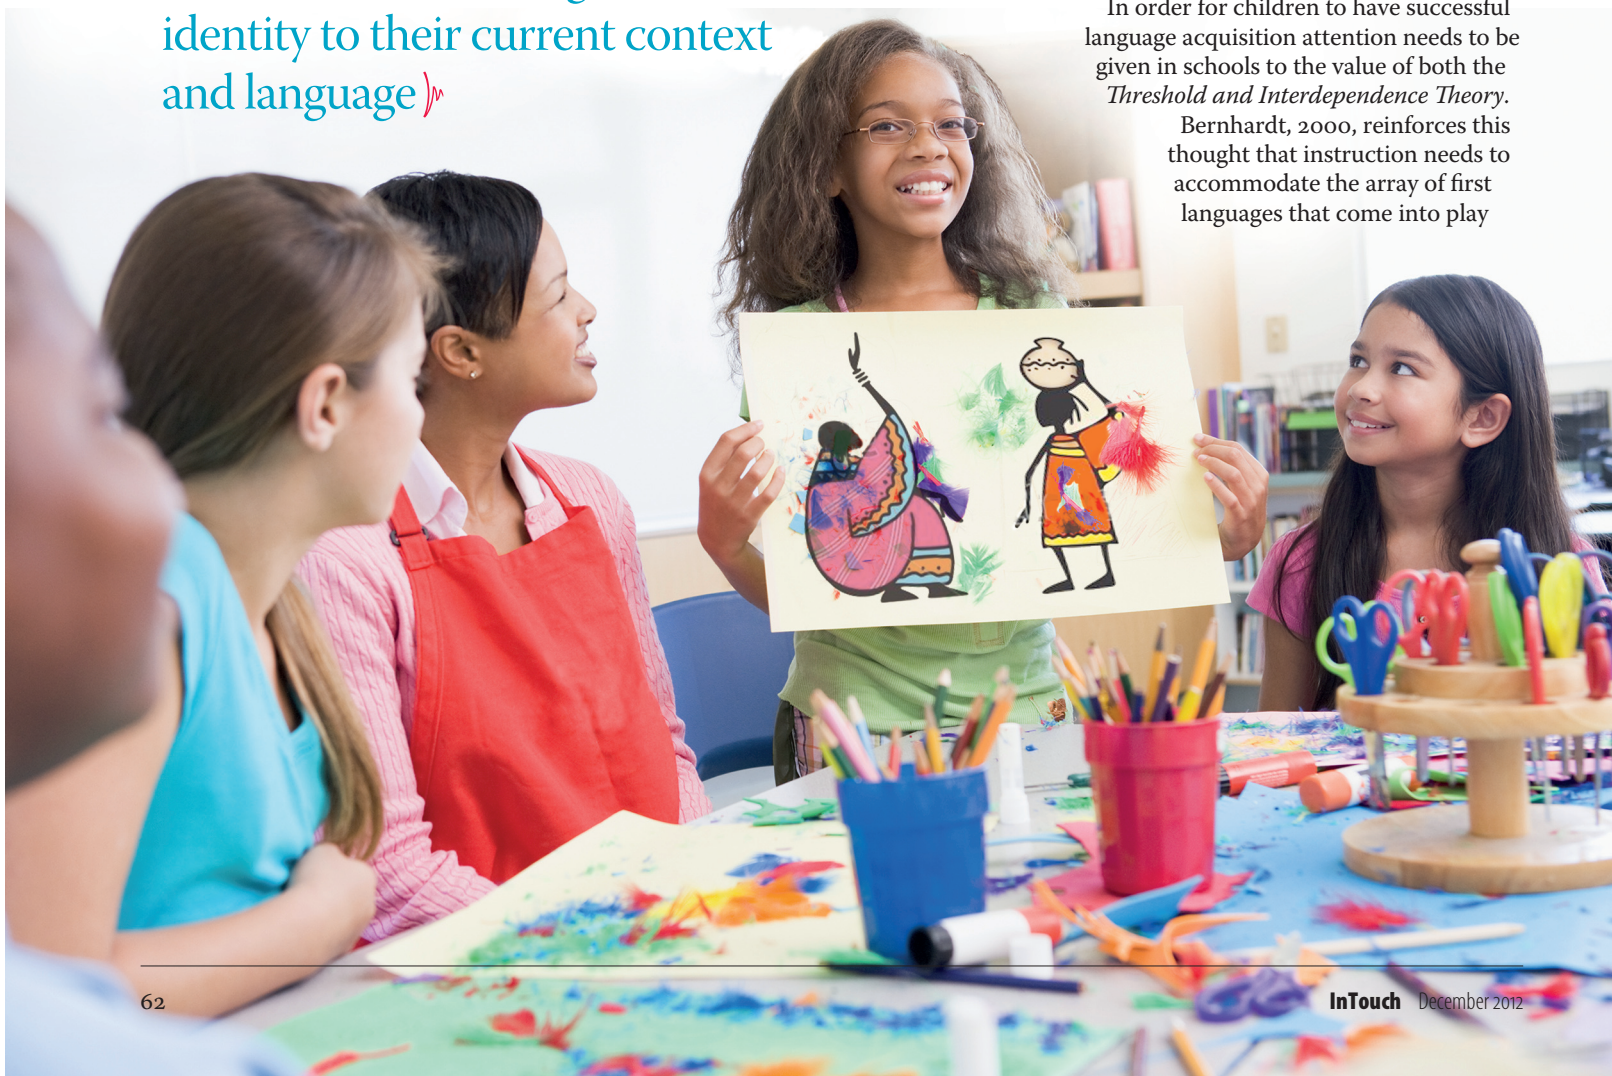 identity to their current context
and language
In order for children to have successful
language acquisition attention needs to be
given in schools to the value of both the
Threshold and Interdependence Theory.
Bernhardt, 2000, reinforces this
thought that instruction needs to
accommodate the array of first
languages that come into play
62
InTouch December 2012